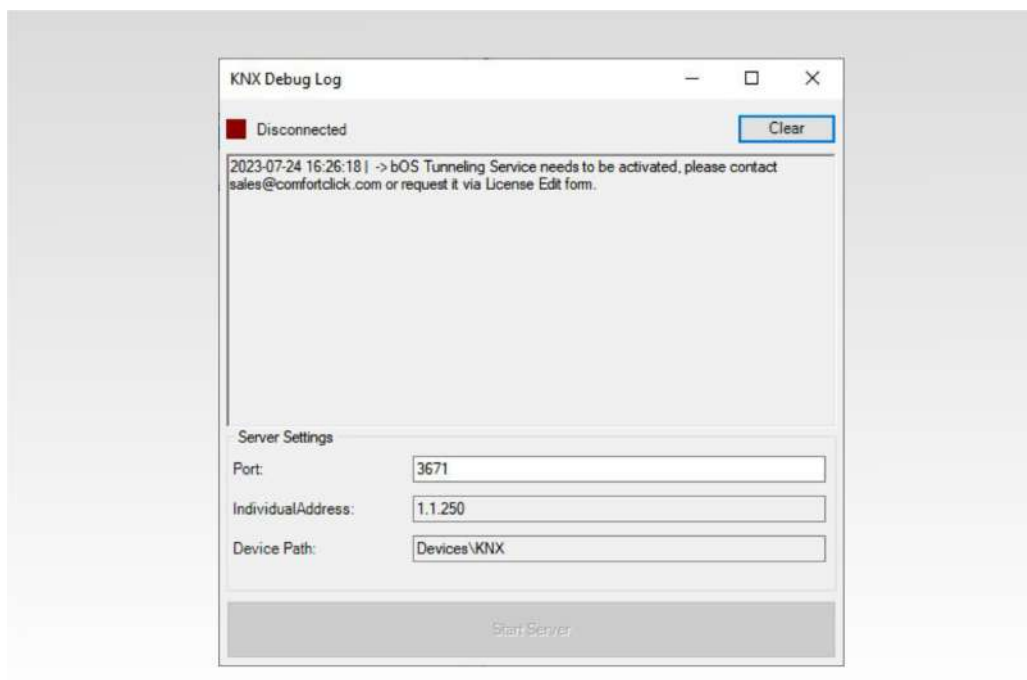 KNX Debug Log
Disconnected
Clear
2023-07-24 16:26:18 | -> bOS Tunneling Service needs to be activated, please contact
sales@comfortclick.com or request it via License Edit form.
Server Settings
Port:
3671
IndividualAddress:
1.1.250
Device Path:
Devices\KNX
Start Server